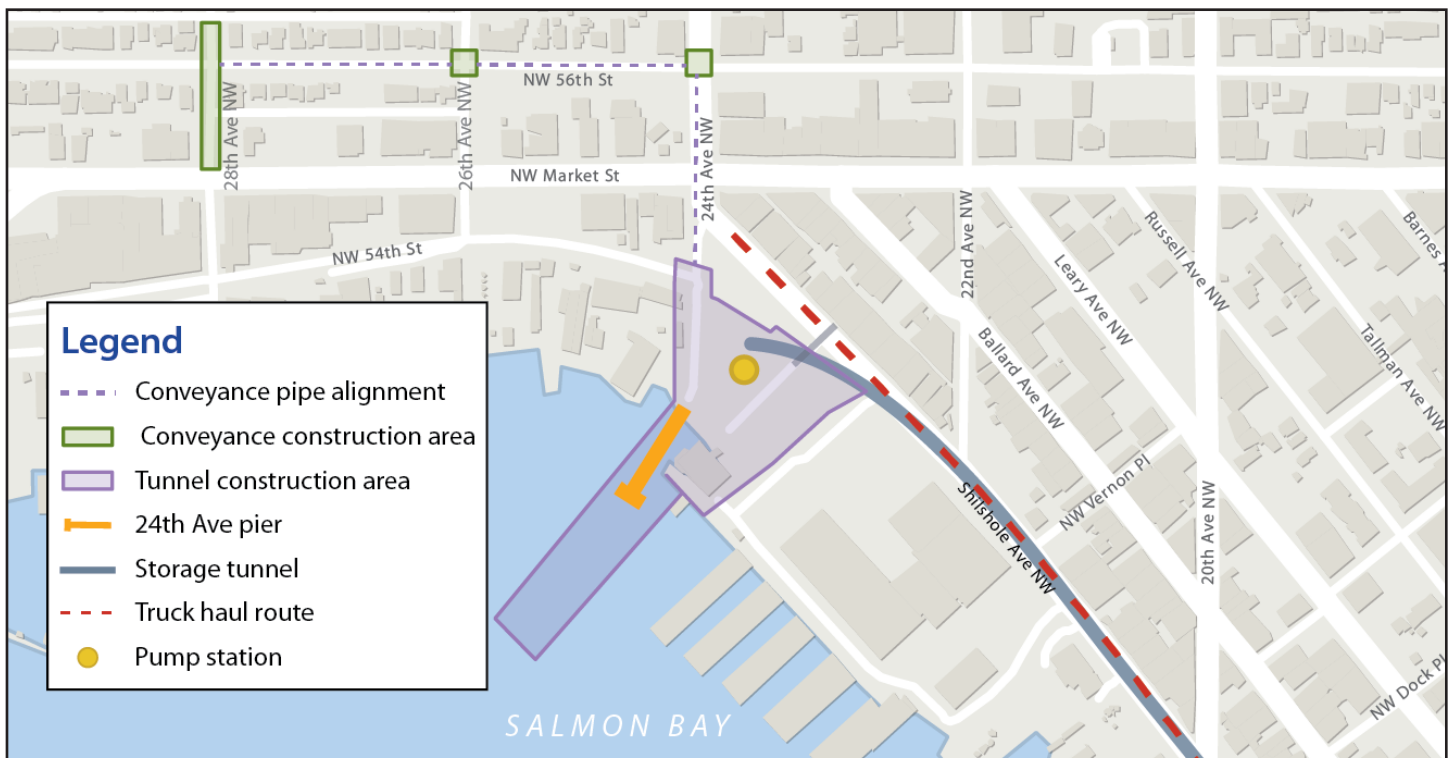 NW 56th St
28th Ave NW
26th Ave NW
24th Ave NW
NW Market St
NW 54th St
22nd Ave NW
Russell Ave NW
Barnes A
Leary Ave NW
Ballard Ave NW
Tallman Ave NW
NW Vernon Pl
Shilshole Ave NW
20th Ave NW
NW Dock Pl
Legend
Conveyance pipe alignment
Conveyance construction area
Tunnel construction area
24th Ave pier
Storage tunnel
Truck haul route
Pump station
SALMON BAY